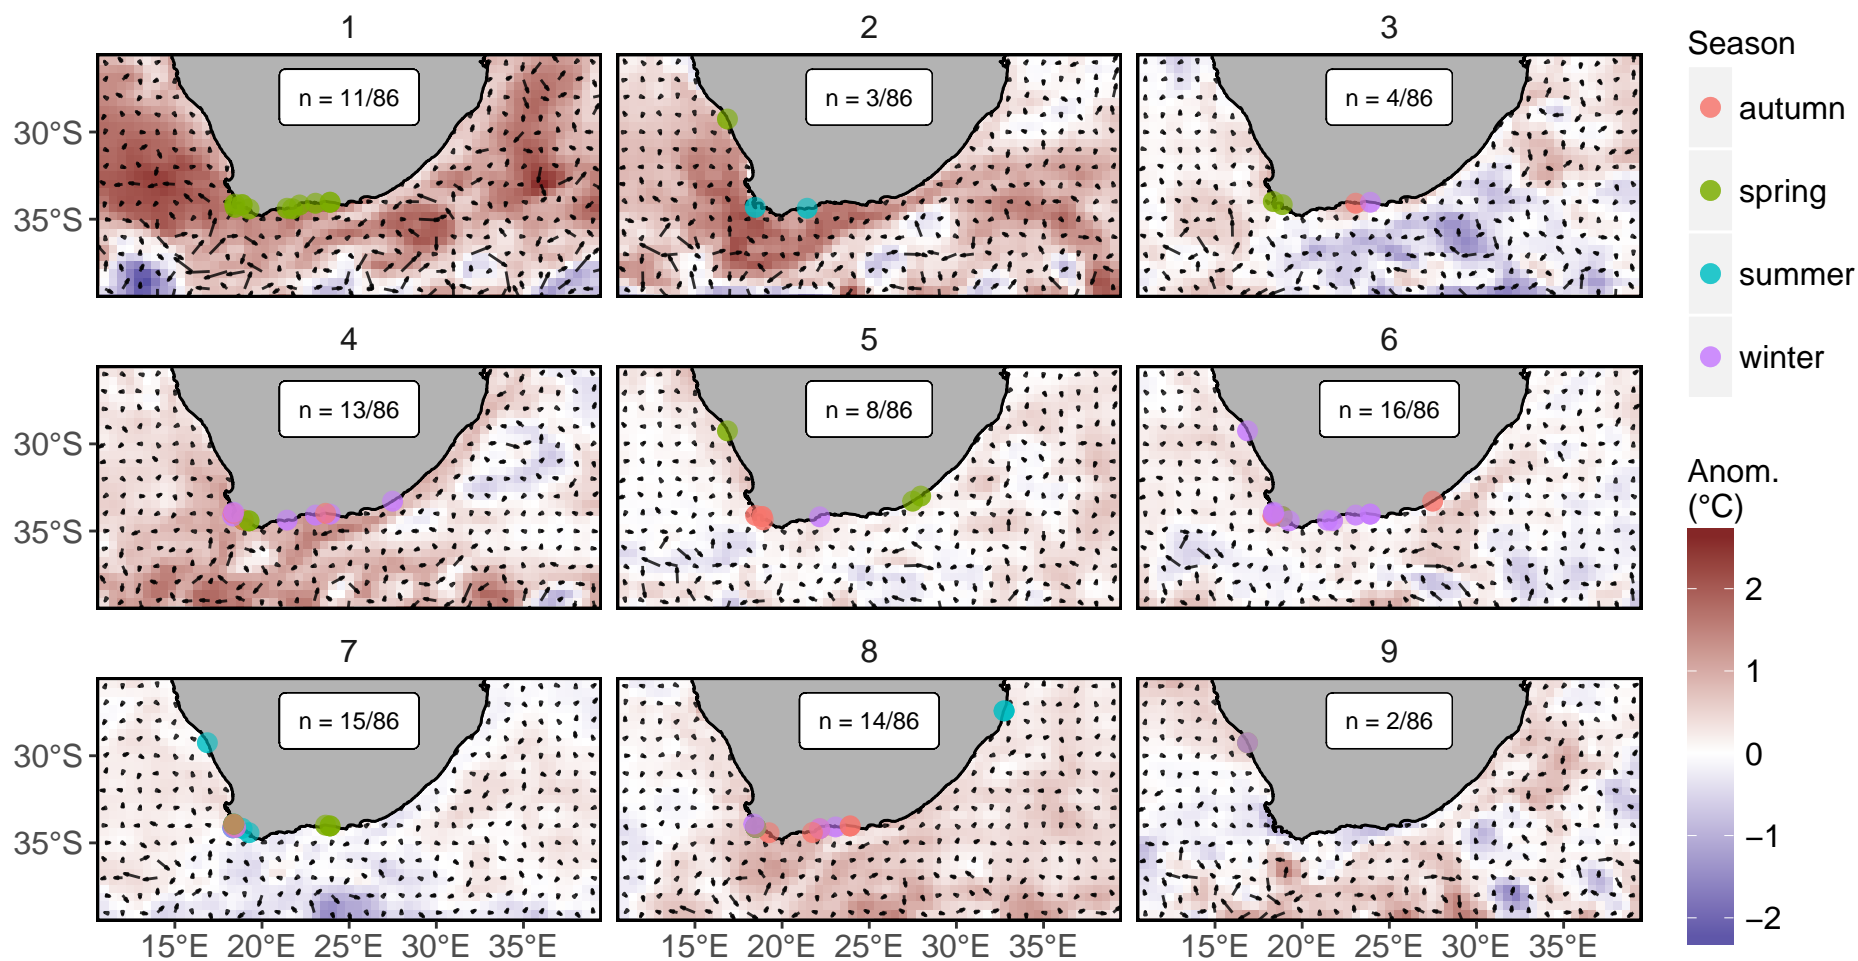 1 2 3
n = 11/86 n = 3/86 n = 4/86
30°S
35°S
4 5 6
n = 13/86 n = 8/86 n = 16/86
30°S
35°S
7 8 9
n = 15/86 n = 14/86 n = 2/86
30°S
35°S
15°E 20°E 25°E 30°E 35°E 15°E 20°E 25°E 30°E 35°E 15°E 20°E 25°E 30°E 35°E
Season
autumn
spring
summer
winter
Anom.
(°C)
2
1
0
−1
−2